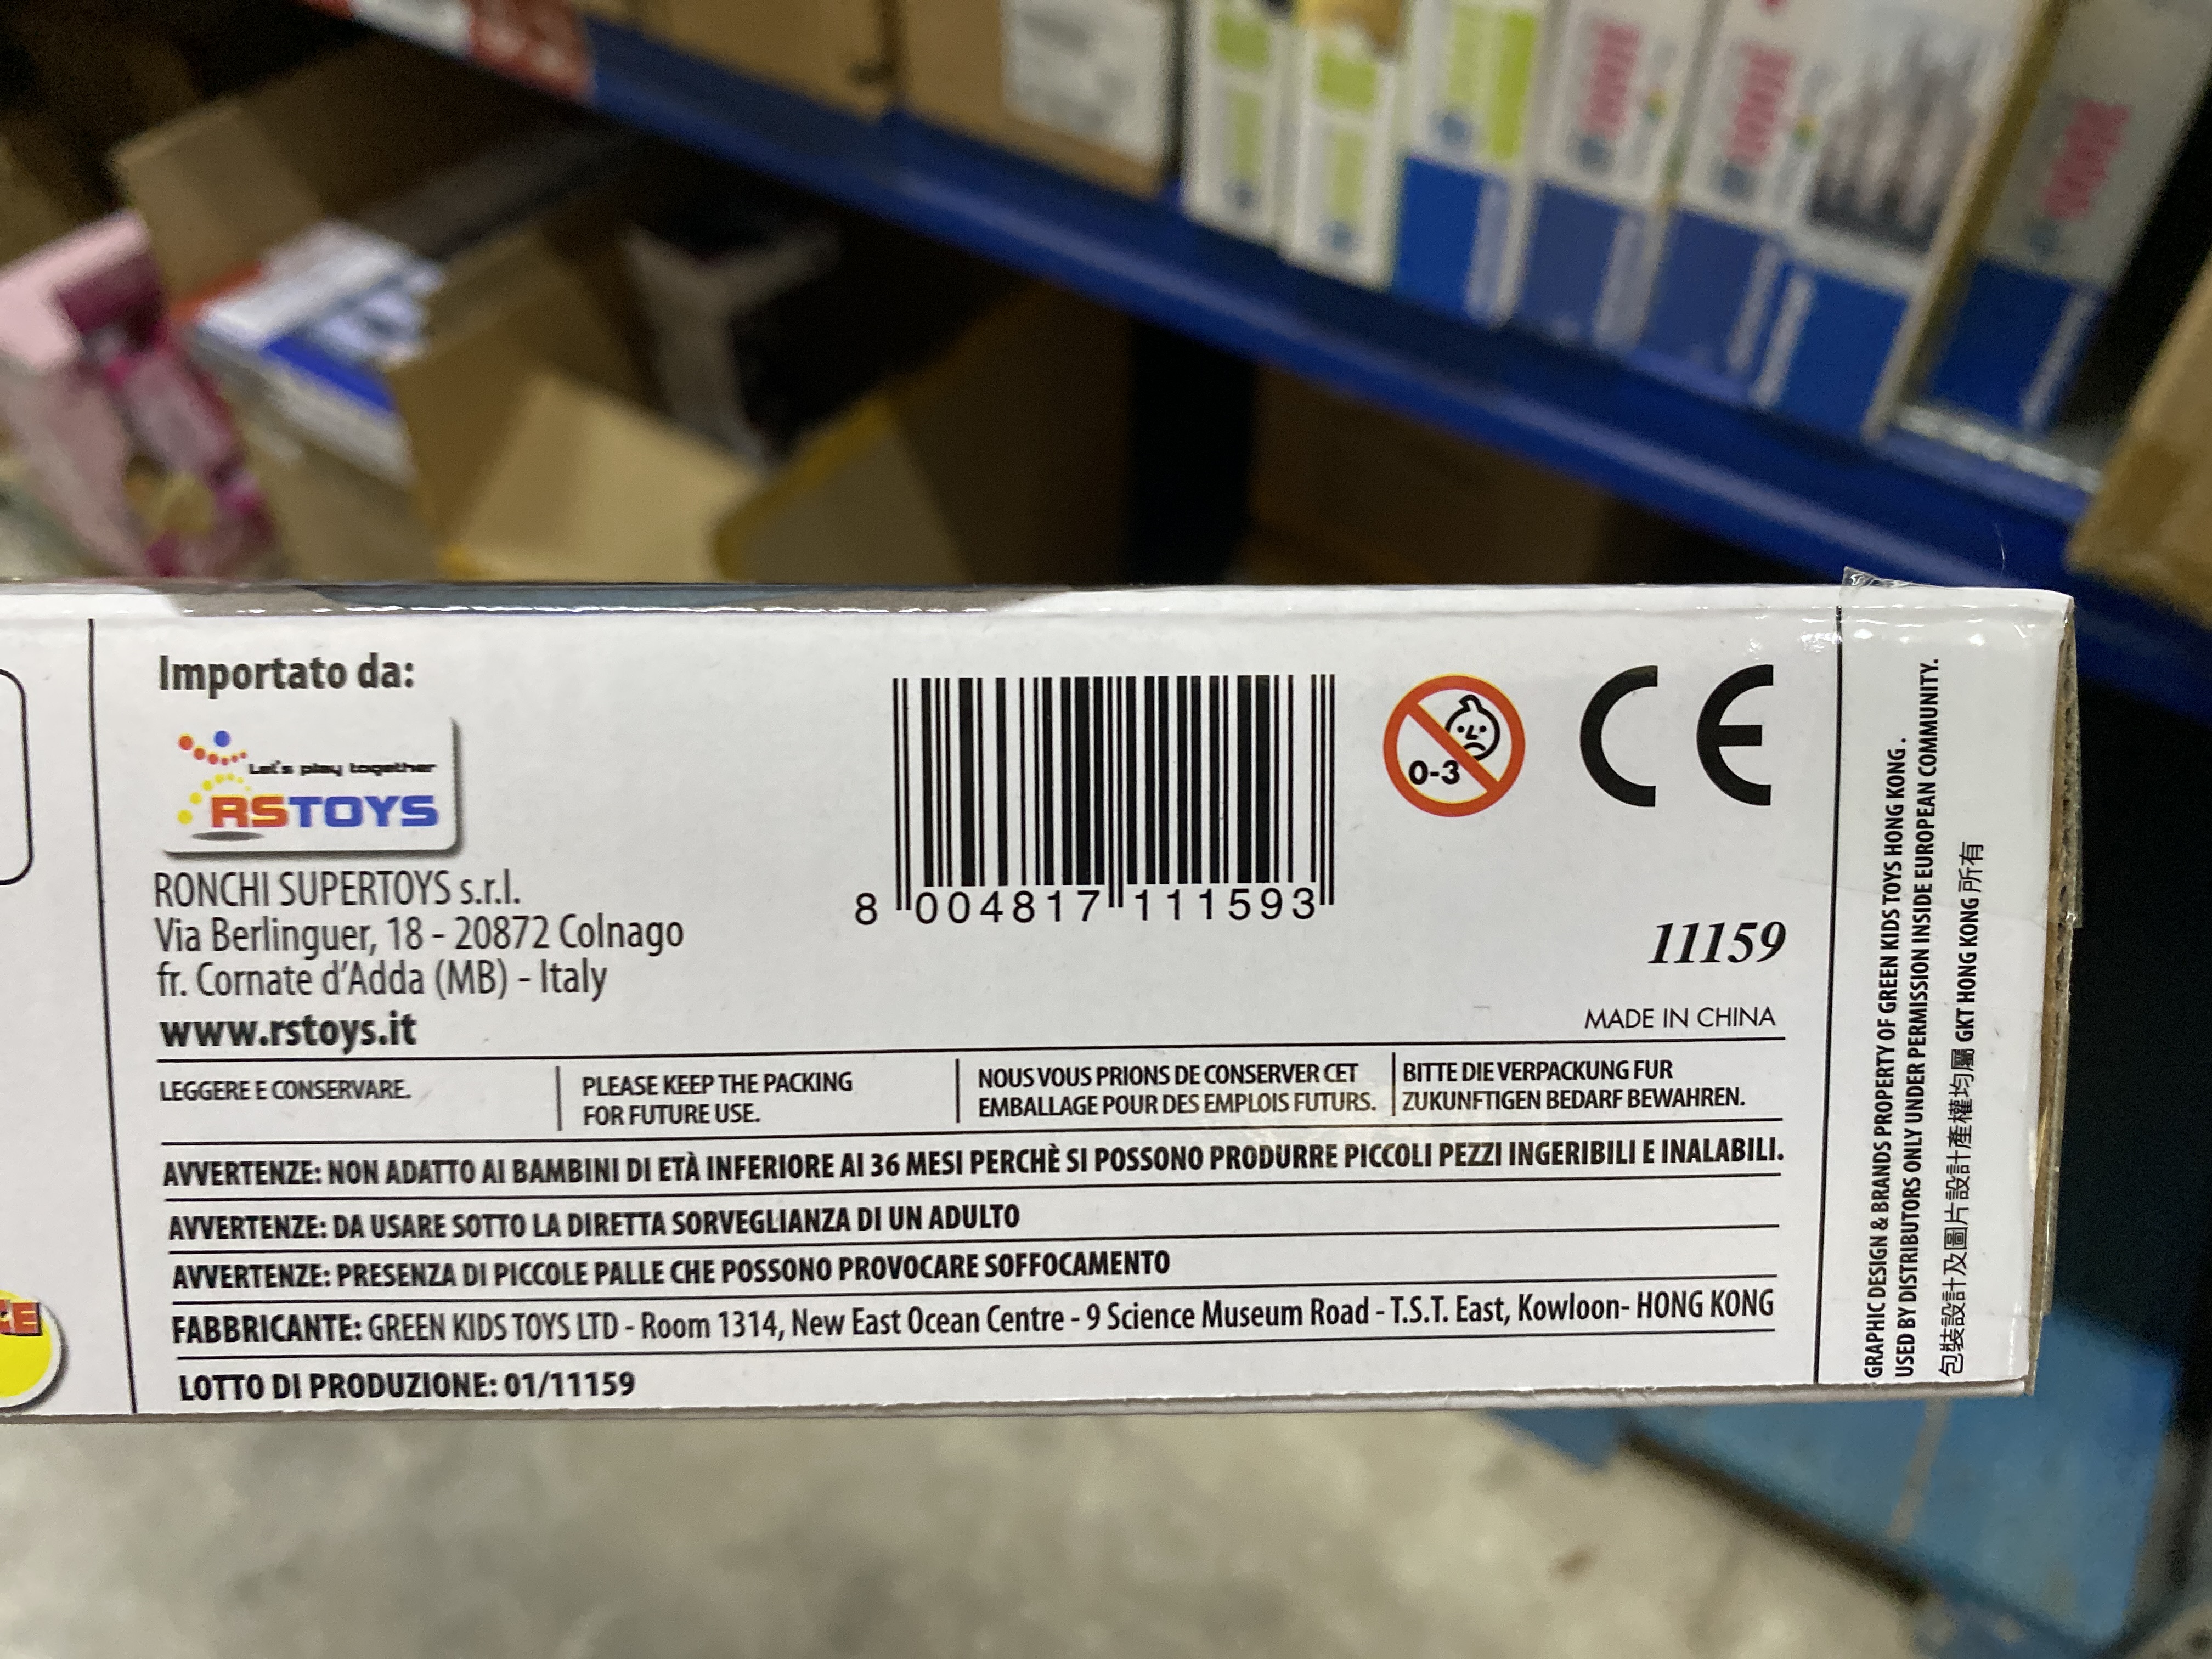 Importato da:
Let's play together
RSTOYS
RONCHI SUPERTOYS s.r.l.
Via Berlinguer, 18 - 20872 Colnago
fr. Cornate d'Adda (MB) - Italy
www.rstoys.it
8 004817 111593
0-3
CE
11159
MADE IN CHINA
LEGGERE E CONSERVARE.
PLEASE KEEP THE PACKING
FOR FUTURE USE.
NOUS VOUS PRIONS DE CONSERVER CET
EMBALLAGE POUR DES EMPLOIS FUTURS.
BITTE DIE VERPACKUNG FUR
ZUKUNFTIGEN BEDARF BEWAHREN.
AVVERTENZE: NON ADATTO AI BAMBINI DI ETÀ INFERIORE AI 36 MESI PERCHÈ SI POSSONO PRODURRE PICCOLI PEZZI INGERIBILI E INALABILI.
AVVERTENZE: DA USARE SOTTO LA DIRETTA SORVEGLIANZA DI UN ADULTO
AVVERTENZE: PRESENZA DI PICCOLE PALLE CHE POSSONO PROVOCARE SOFFOCAMENTO
FABBRICANTE: GREEN KIDS TOYS LTD - Room 1314, New East Ocean Centre - 9 Science Museum Road - T.S.T. East, Kowloon- HONG KONG
LOTTO DI PRODUZIONE: 01/11159
GRAPHIC DESIGN & BRANDS PROPERTY OF GREEN KIDS TOYS HONG KONG .
USED BY DISTRIBUTORS ONLY UNDER PERMISSION INSIDE EUROPEAN COMMUNITY.
包裝設計及圖片設計產權均屬 GKT HONG KONG 所有